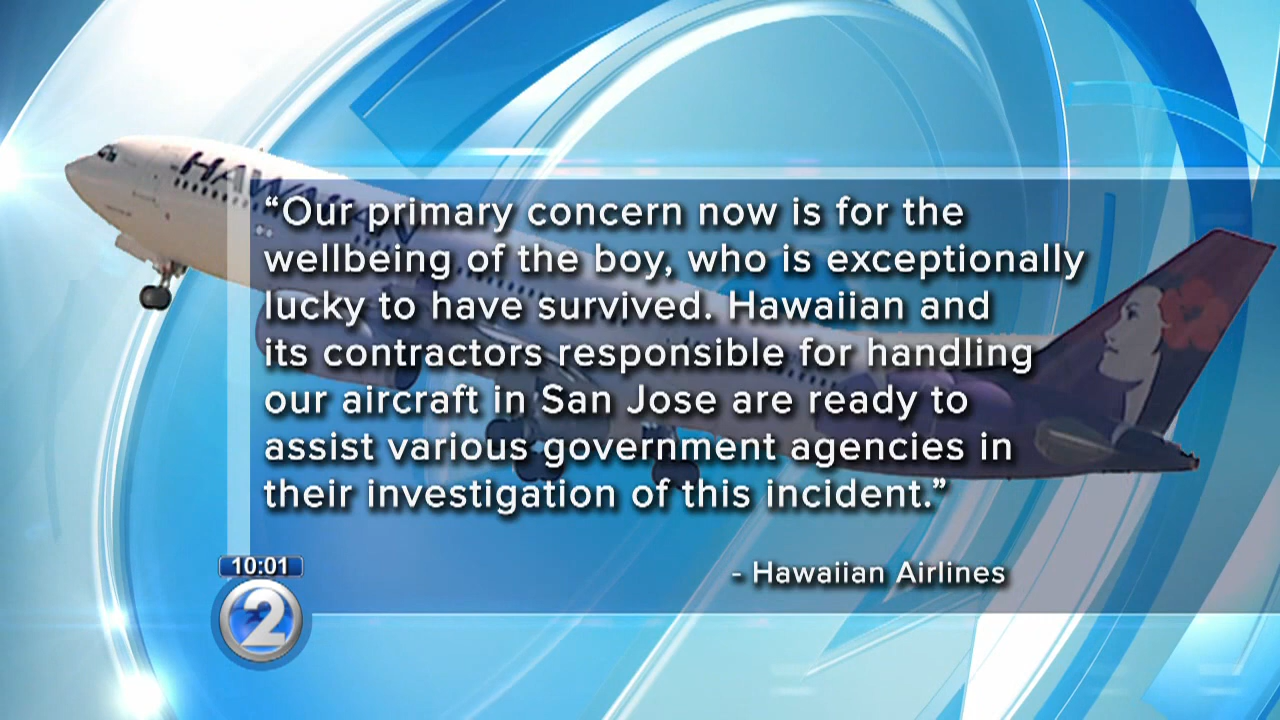 HAWAIIAN
“Our primary concern now is for the
wellbeing of the boy, who is exceptionally
lucky to have survived. Hawaiian and
its contractors responsible for handling
our aircraft in San Jose are ready to
assist various government agencies in
their investigation of this incident.”
- Hawaiian Airlines
10:01
2